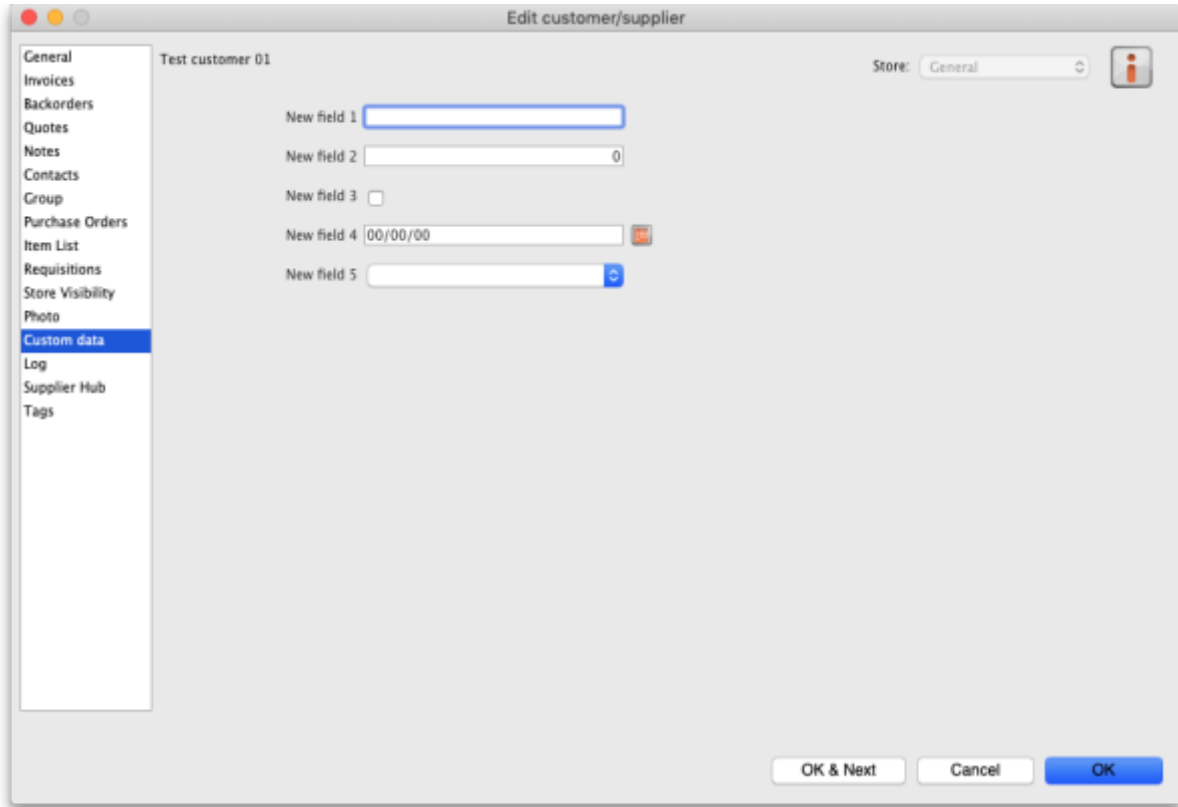 Edit customer/supplier
General
Invoices
Backorders
Quotes
Notes
Contacts
Group
Purchase Orders
Item List
Requisitions
Store Visibility
Photo
Custom data
Log
Supplier Hub
Tags
Test customer 01
Store: General
New field 1
New field 2 0
New field 3
New field 4 00/00/00
New field 5
OK & Next Cancel OK